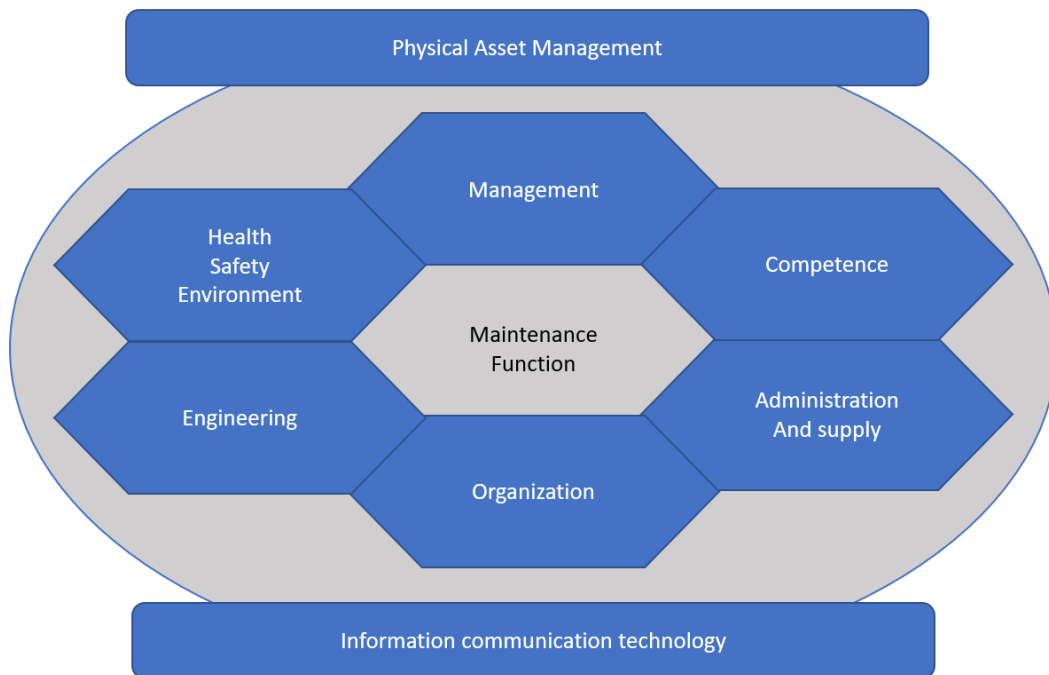 Physical Asset Management
Management
Health
Safety
Environment
Competence
Maintenance
Function
Engineering
Administration
And supply
Organization
Information communication technology